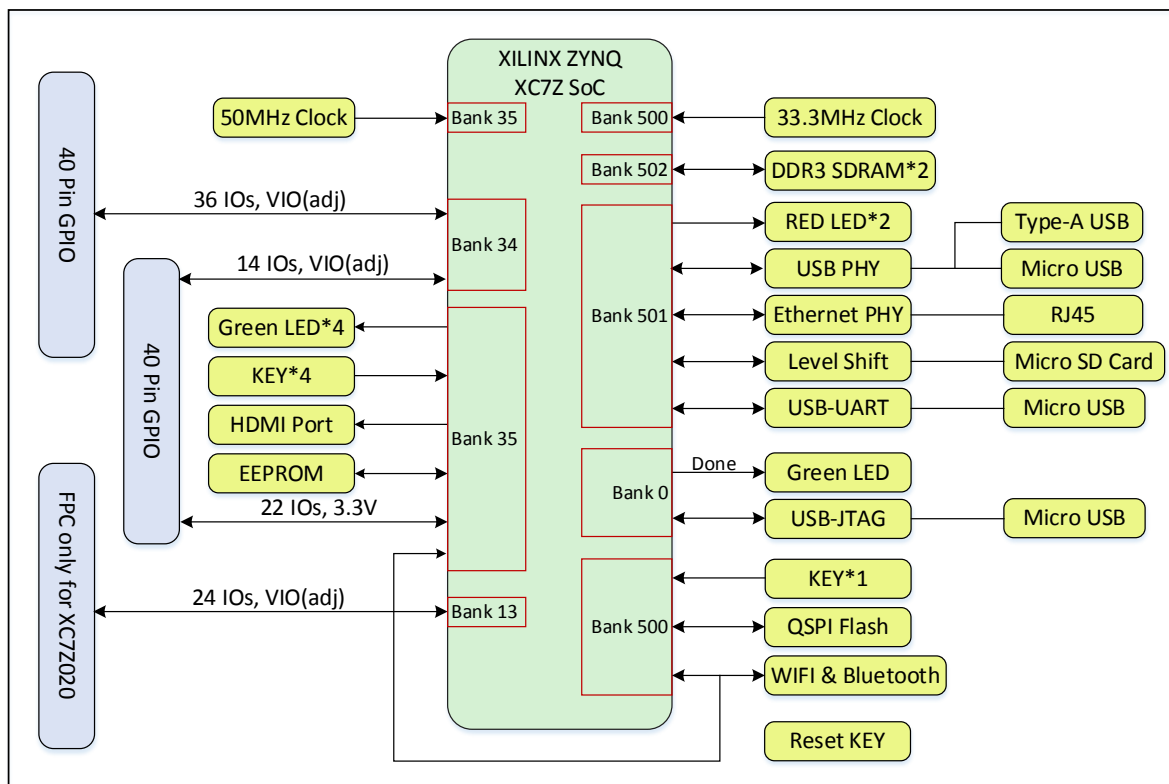 XILINX ZYNQ
XC7Z SoC
40 Pin GPIO
50MHz Clock
Bank 35
Bank 500
33.3MHz Clock
Bank 502
DDR3 SDRAM*2
36 IOs, VIO(adj)
Bank 34
14 IOs, VIO(adj)
RED LED*2
Type-A USB
USB PHY
Micro USB
Bank 501
Ethernet PHY
RJ45
Level Shift
Micro SD Card
USB-UART
Micro USB
40 Pin GPIO
Green LED*4
KEY*4
HDMI Port
Bank 35
EEPROM
22 IOs, 3.3V
Bank 0
Done
Green LED
USB-JTAG
Micro USB
FPC only for XC7Z020
24 IOs, VIO(adj)
Bank 13
Bank 500
KEY*1
QSPI Flash
WIFI & Bluetooth
Reset KEY